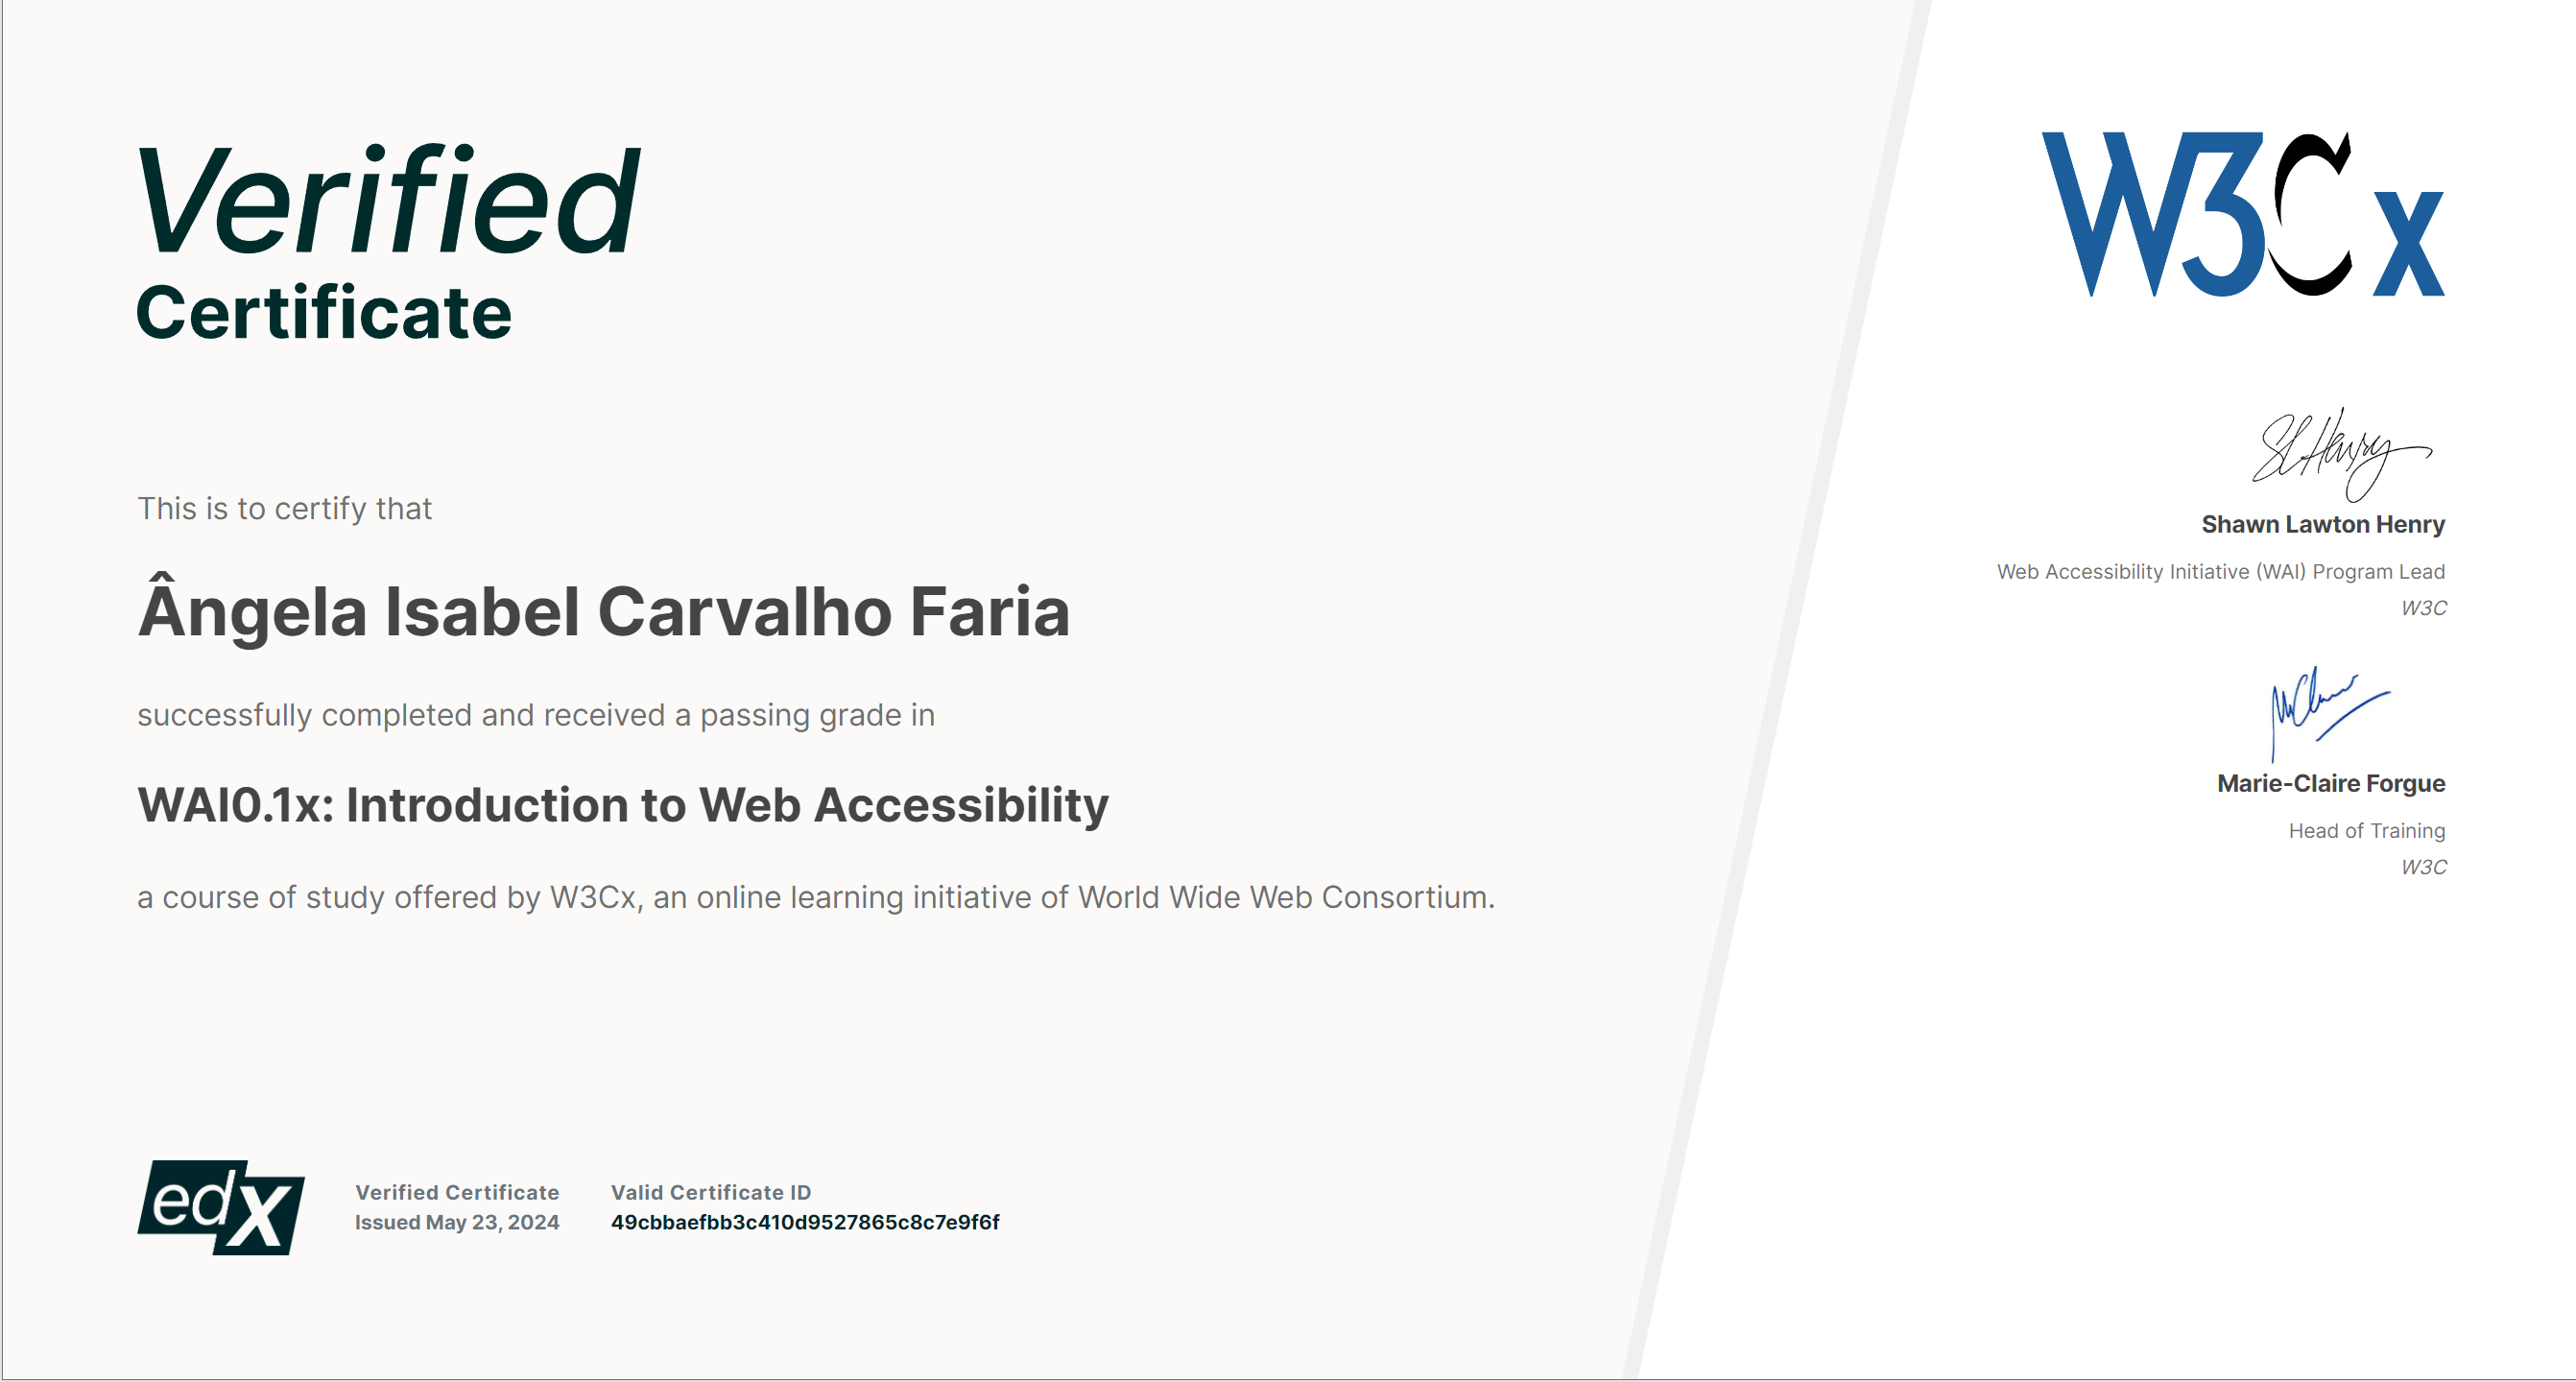 Verified
Certificate
This is to certify that
Ângela Isabel Carvalho Faria
successfully completed and received a passing grade in
WAI0.1x: Introduction to Web Accessibility
a course of study offered by W3Cx, an online learning initiative of World Wide Web Consortium.
edX
Verified Certificate
Issued May 23, 2024
Valid Certificate ID
49cbbaefbb3c410d9527865c8c7e9f6f
W3Cx
SLHenry
Shawn Lawton Henry
Web Accessibility Initiative (WAI) Program Lead
W3C
Marie-Claire Forgue
Head of Training
W3C